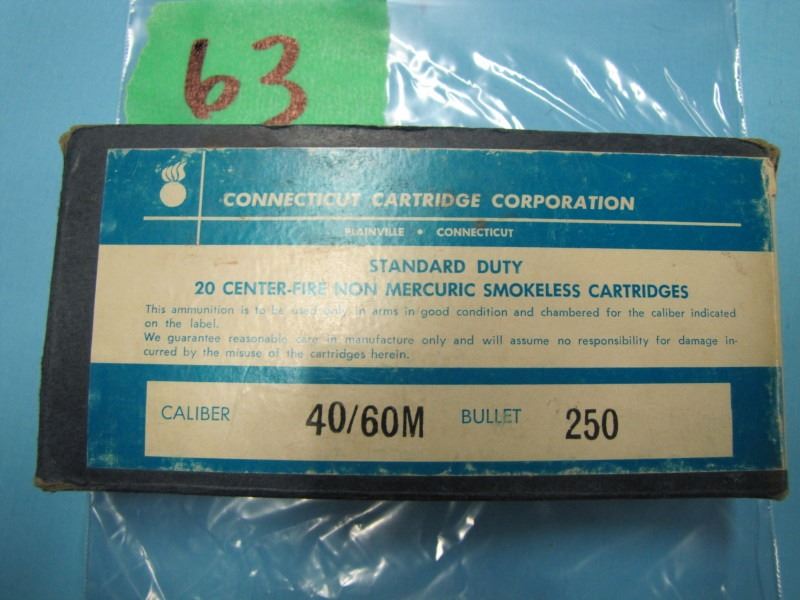 63
CONNECTICUT CARTRIDGE CORPORATION
PLAINVILLE • CONNECTICUT
STANDARD DUTY
20 CENTER-FIRE NON MERCURIC SMOKELESS CARTRIDGES
This ammunition is to be used only in arms in good condition and chambered for the caliber indicated
on the label.
We guarantee reasonable care in manufacture only and will assume no responsibility for damage in-
curred by the misuse of the cartridges herein.
CALIBER 40/60M BULLET 250